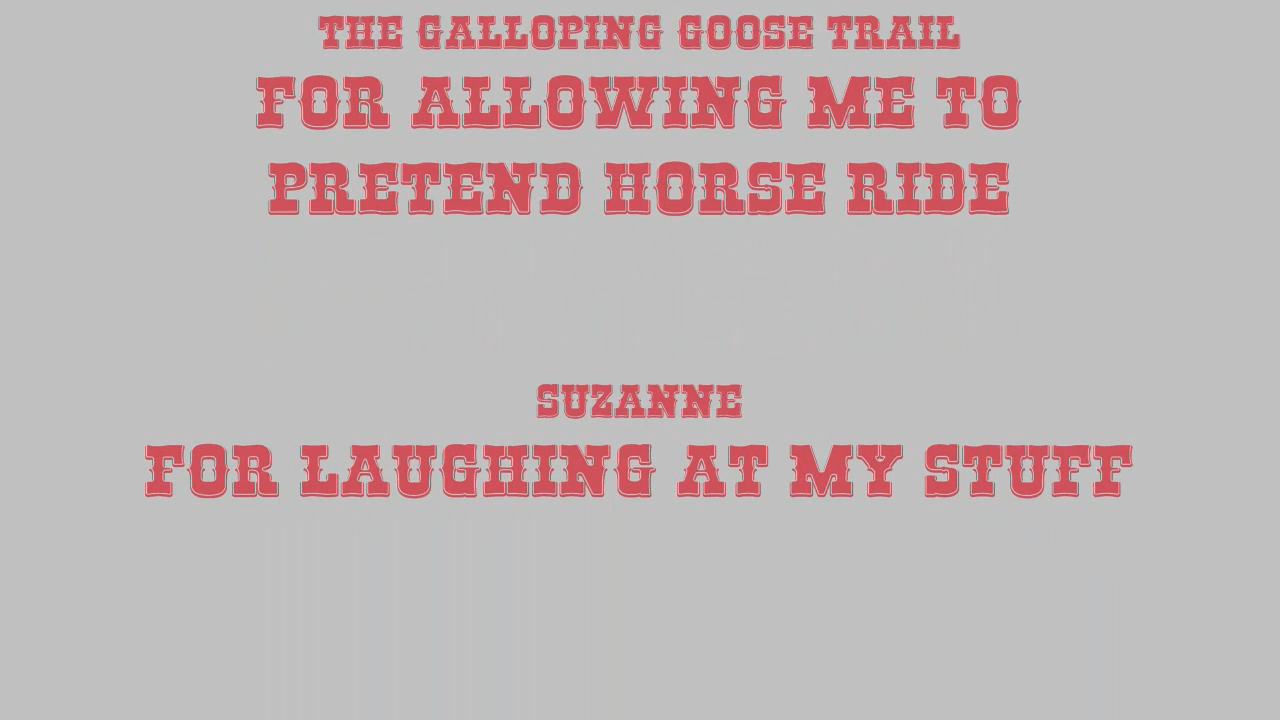 THE GALLOPING GOOSE TRAIL
FOR ALLOWING ME TO
PRETEND HORSE RIDE
SUZANNE
FOR LAUGHING AT MY STUFF